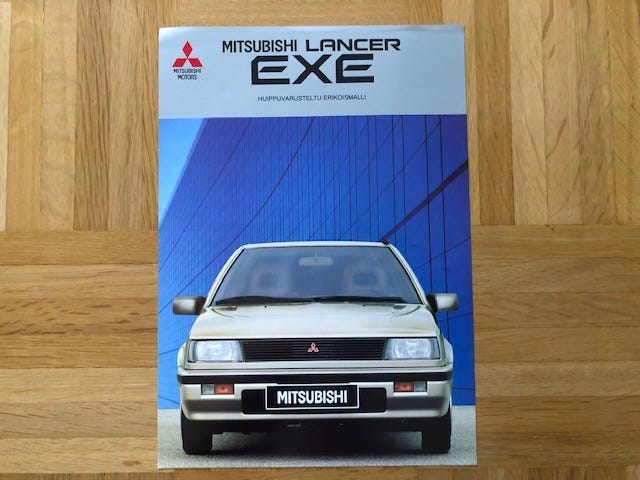 MITSUBISHI LANCER
EXE
MITSUBISHI
MOTORS
HUIPPUVARUSTELTU ERIKOISMALLI
MITSUBISHI